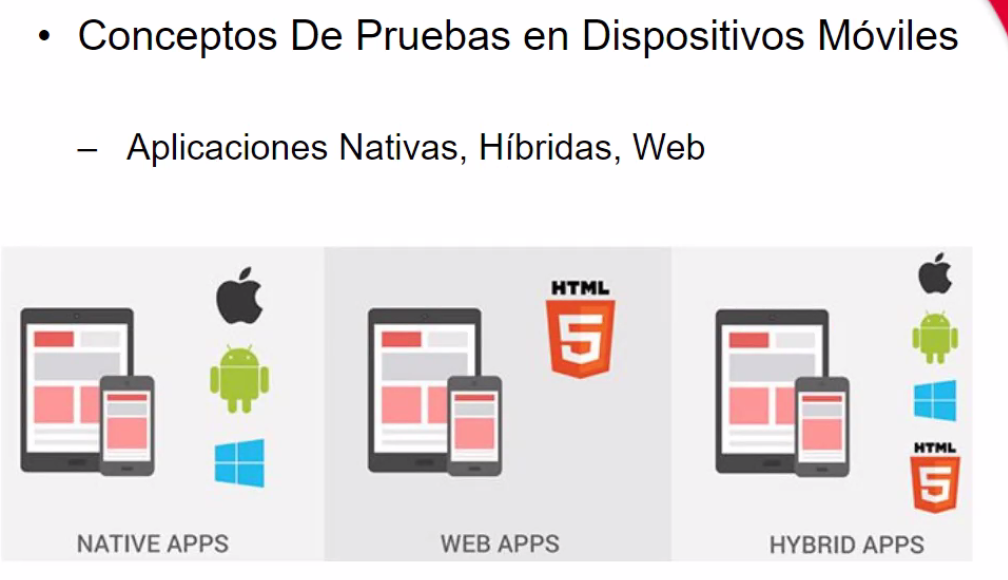 • Conceptos De Pruebas en Dispositivos Móviles
– Aplicaciones Nativas, Híbridas, Web
HTML
5
HTML
5
NATIVE APPS
WEB APPS
HYBRID APPS